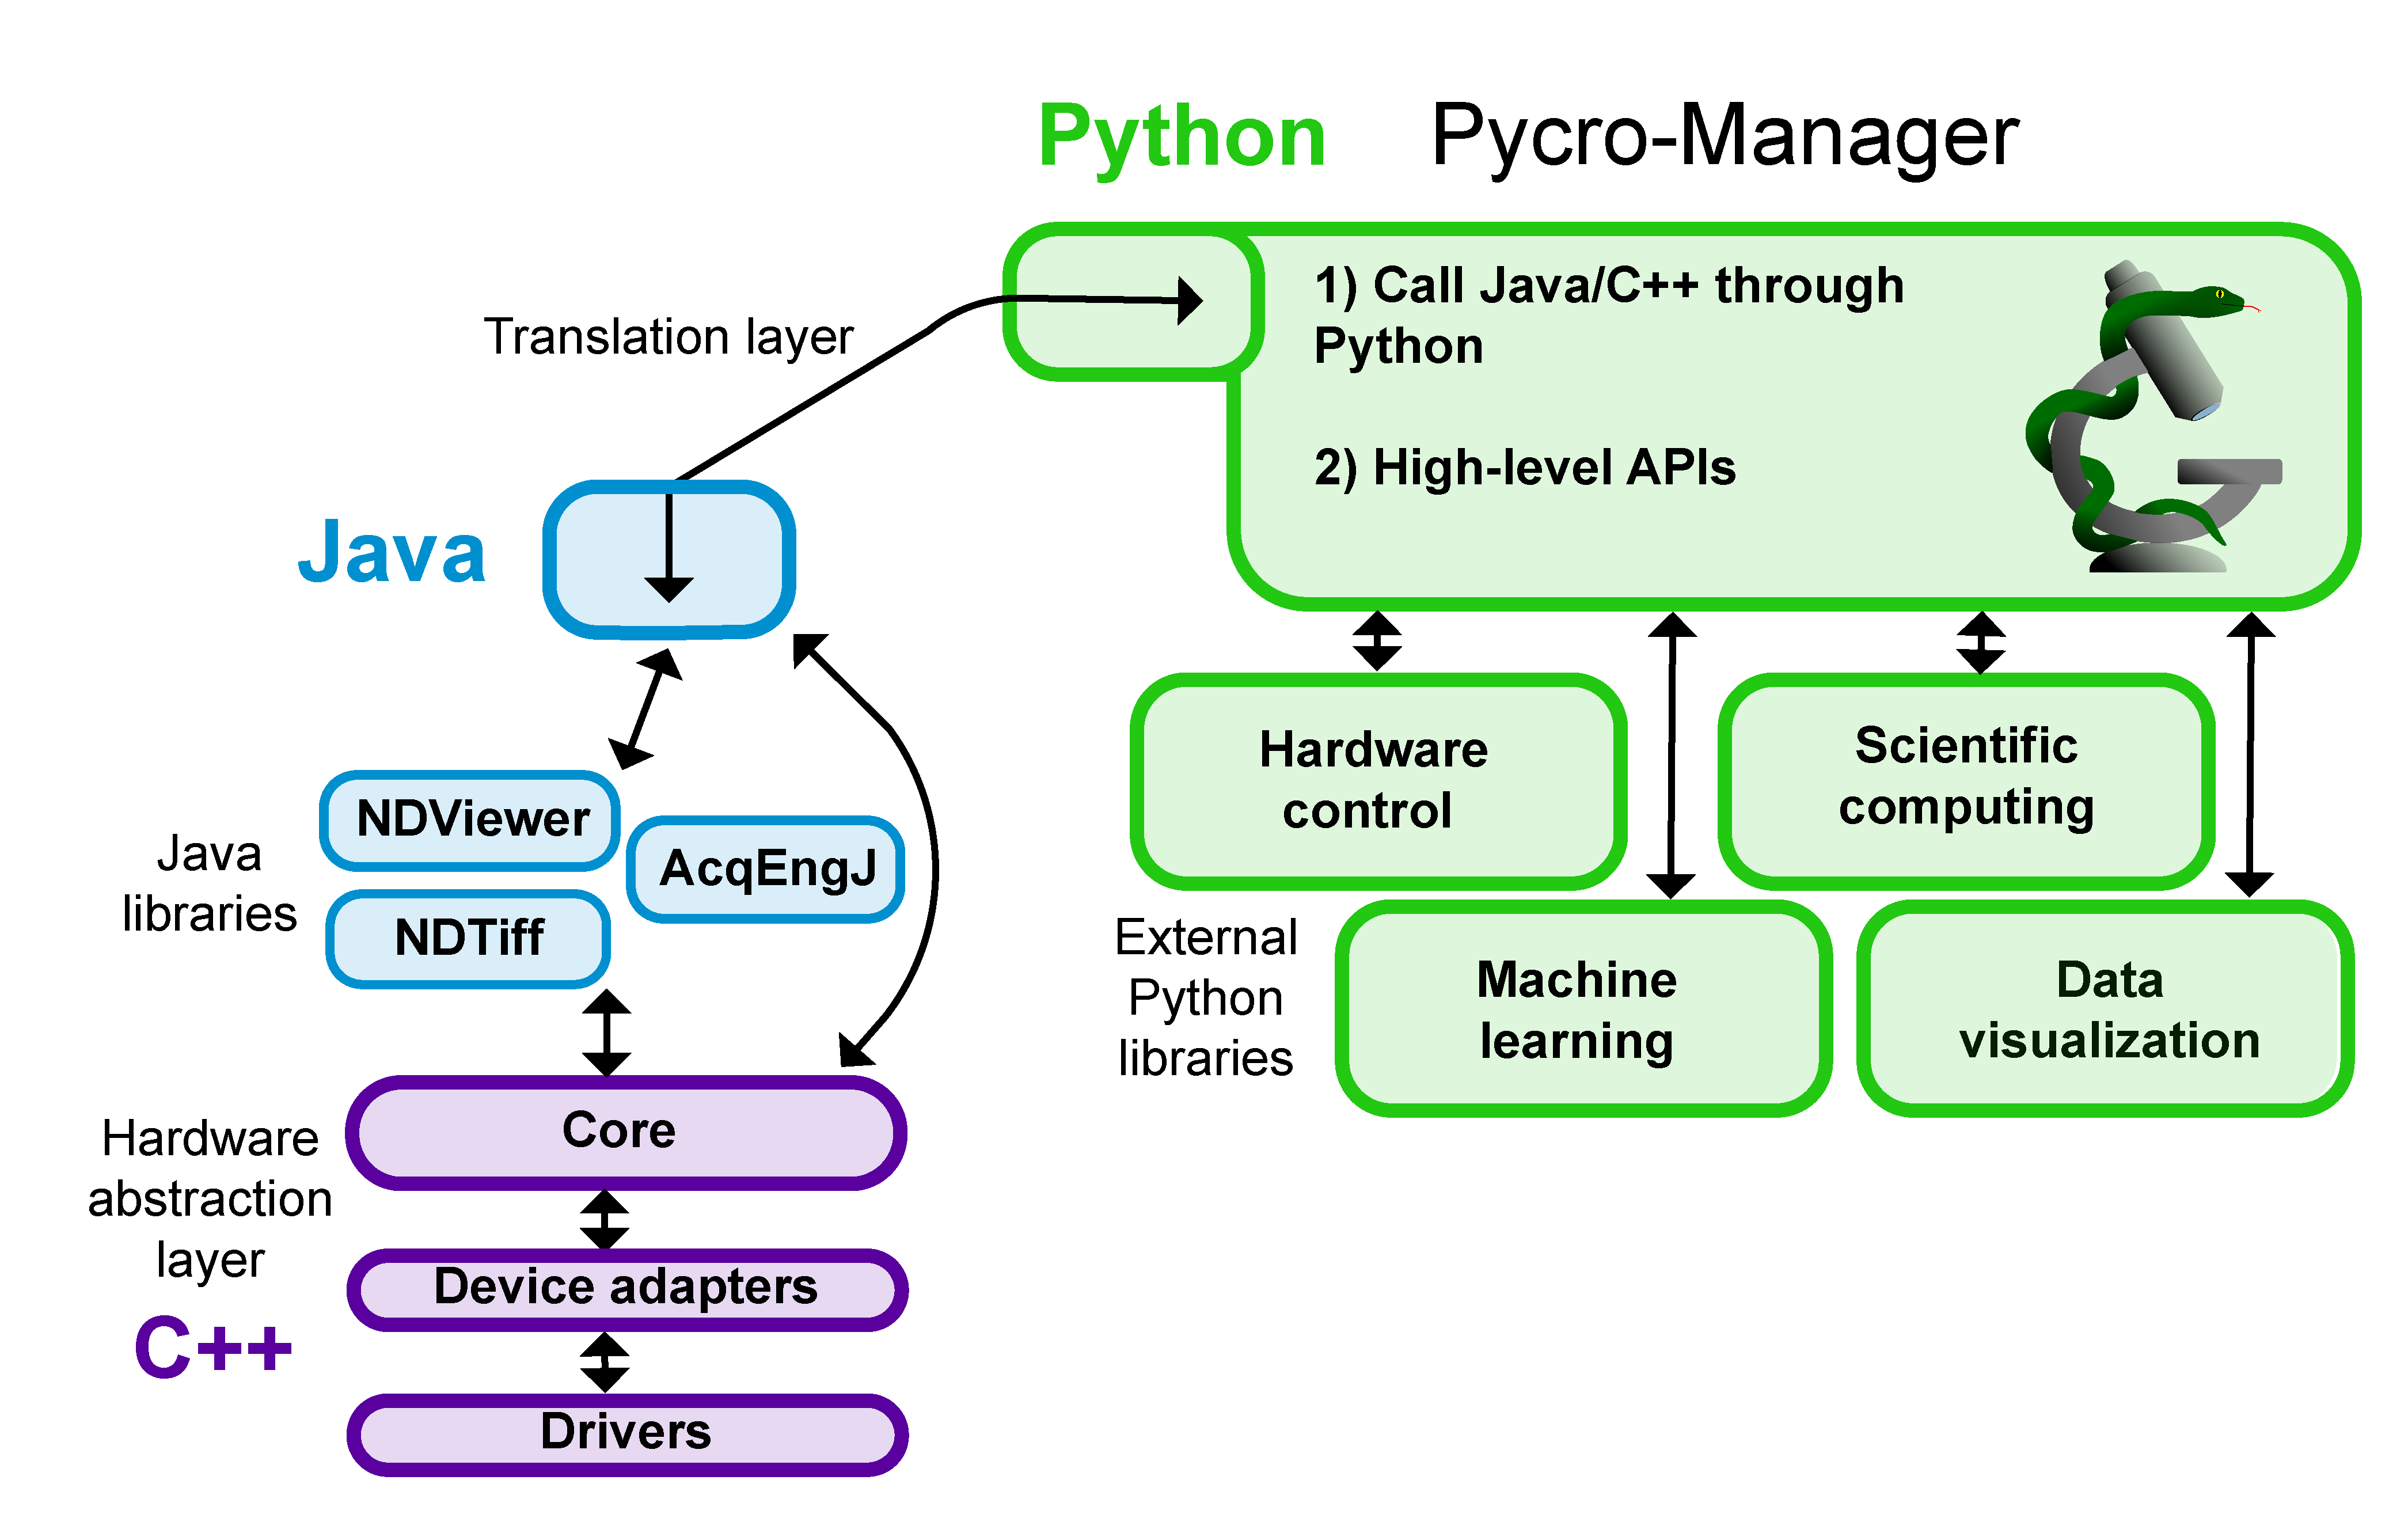 Python
Pycro-Manager
1) Call Java/C++ through
Python
2) High-level APIs
Translation layer
Java
NDViewer
AcqEngJ
NDTiff
Java
libraries
Hardware
control
Scientific
computing
Machine
learning
Data
visualization
External
Python
libraries
Core
Device adapters
Drivers
Hardware
abstraction
layer
C++